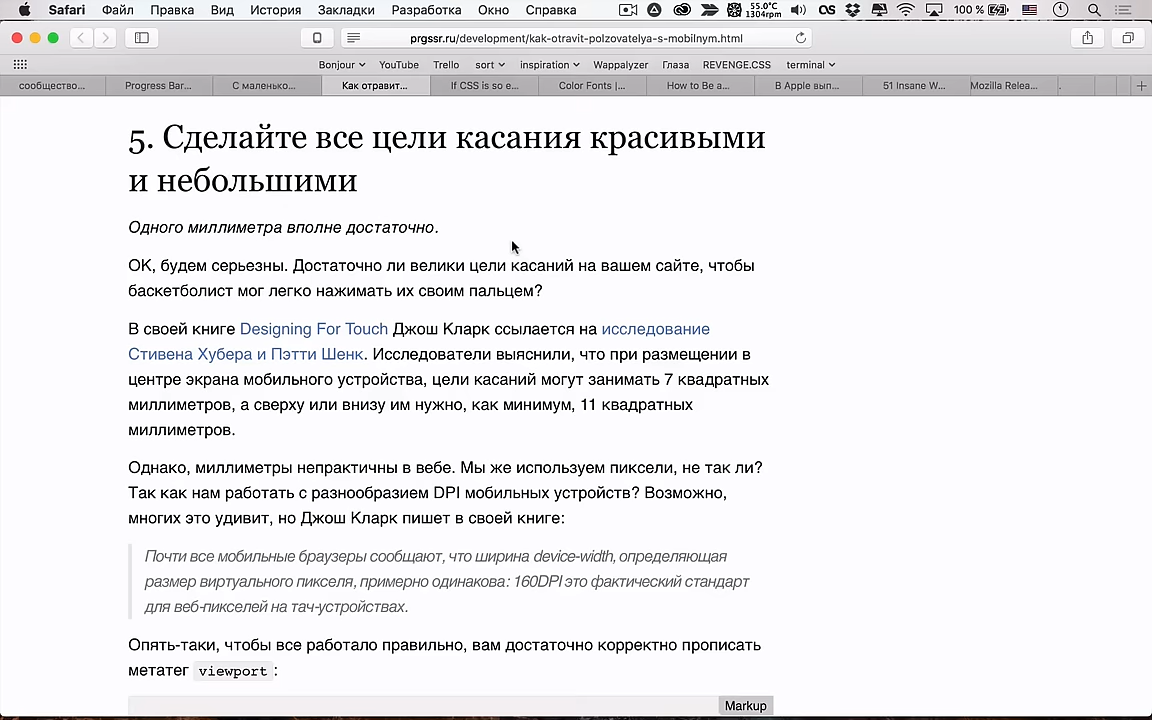 Safari Файл Правка Вид История Закладки Разработка Окно Справка 55.0°C 1304rpm 100 %
prgssr.ru/development/kak-otravit-polzovatelya-s-mobilnym.html
Bonjour YouTube Trello sort inspiration Wappalyzer Глаза REVENGE.CSS terminal
сообщество... Progress Bar... С маленько... Как отравит... If CSS is so e... Color Fonts |... How to Be a... В Apple вып... 51 Insane W... Mozilla Relea...
5. Сделайте все цели касания красивыми
и небольшими
Одного миллиметра вполне достаточно.
ОК, будем серьезны. Достаточно ли велики цели касаний на вашем сайте, чтобы
баскетболист мог легко нажимать их своим пальцем?
В своей книге Designing For Touch Джош Кларк ссылается на исследование
Стивена Хубера и Пэтти Шенк. Исследователи выяснили, что при размещении в
центре экрана мобильного устройства, цели касаний могут занимать 7 квадратных
миллиметров, а сверху или внизу им нужно, как минимум, 11 квадратных
миллиметров.
Однако, миллиметры непрактичны в вебе. Мы же используем пиксели, не так ли?
Так как нам работать с разнообразием DPI мобильных устройств? Возможно,
многих это удивит, но Джош Кларк пишет в своей книге:
Почти все мобильные браузеры сообщают, что ширина device-width, определяющая
размер виртуального пикселя, примерно одинакова: 160DPI это фактический стандарт
для веб-пикселей на тач-устройствах.
Опять-таки, чтобы все работало правильно, вам достаточно корректно прописать
метатег viewport:
Markup